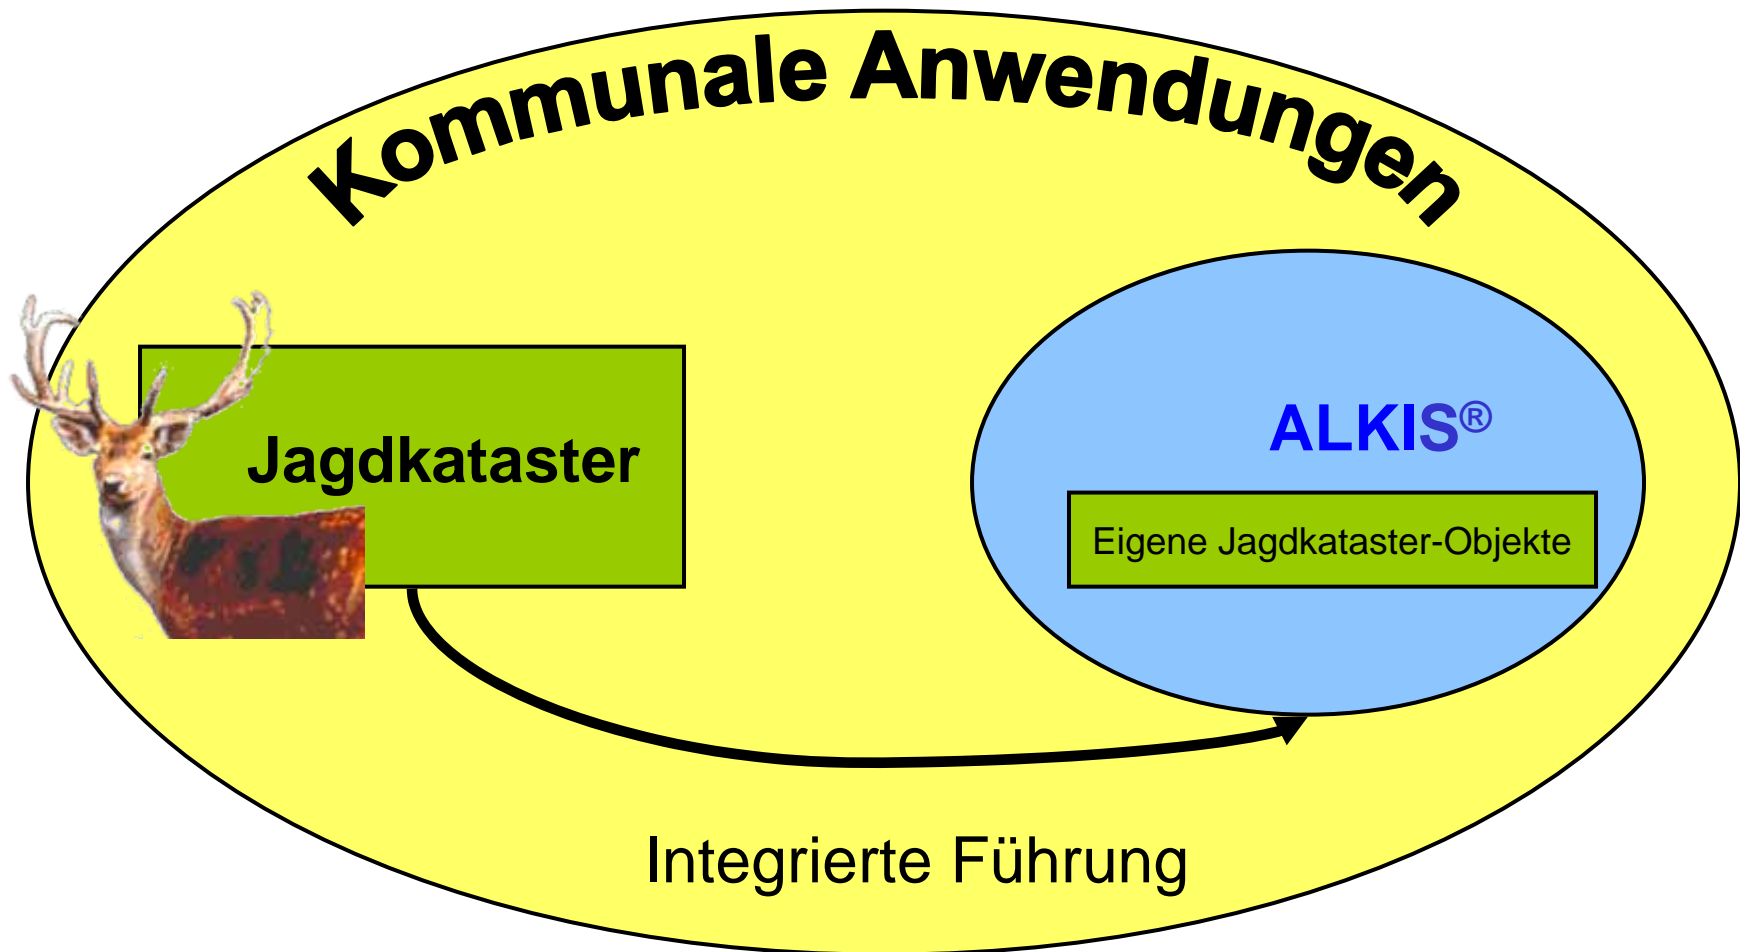 Kommunale Anwendungen
Jagdkataster
ALKIS®
Eigene Jagdkataster-Objekte
Integrierte Führung